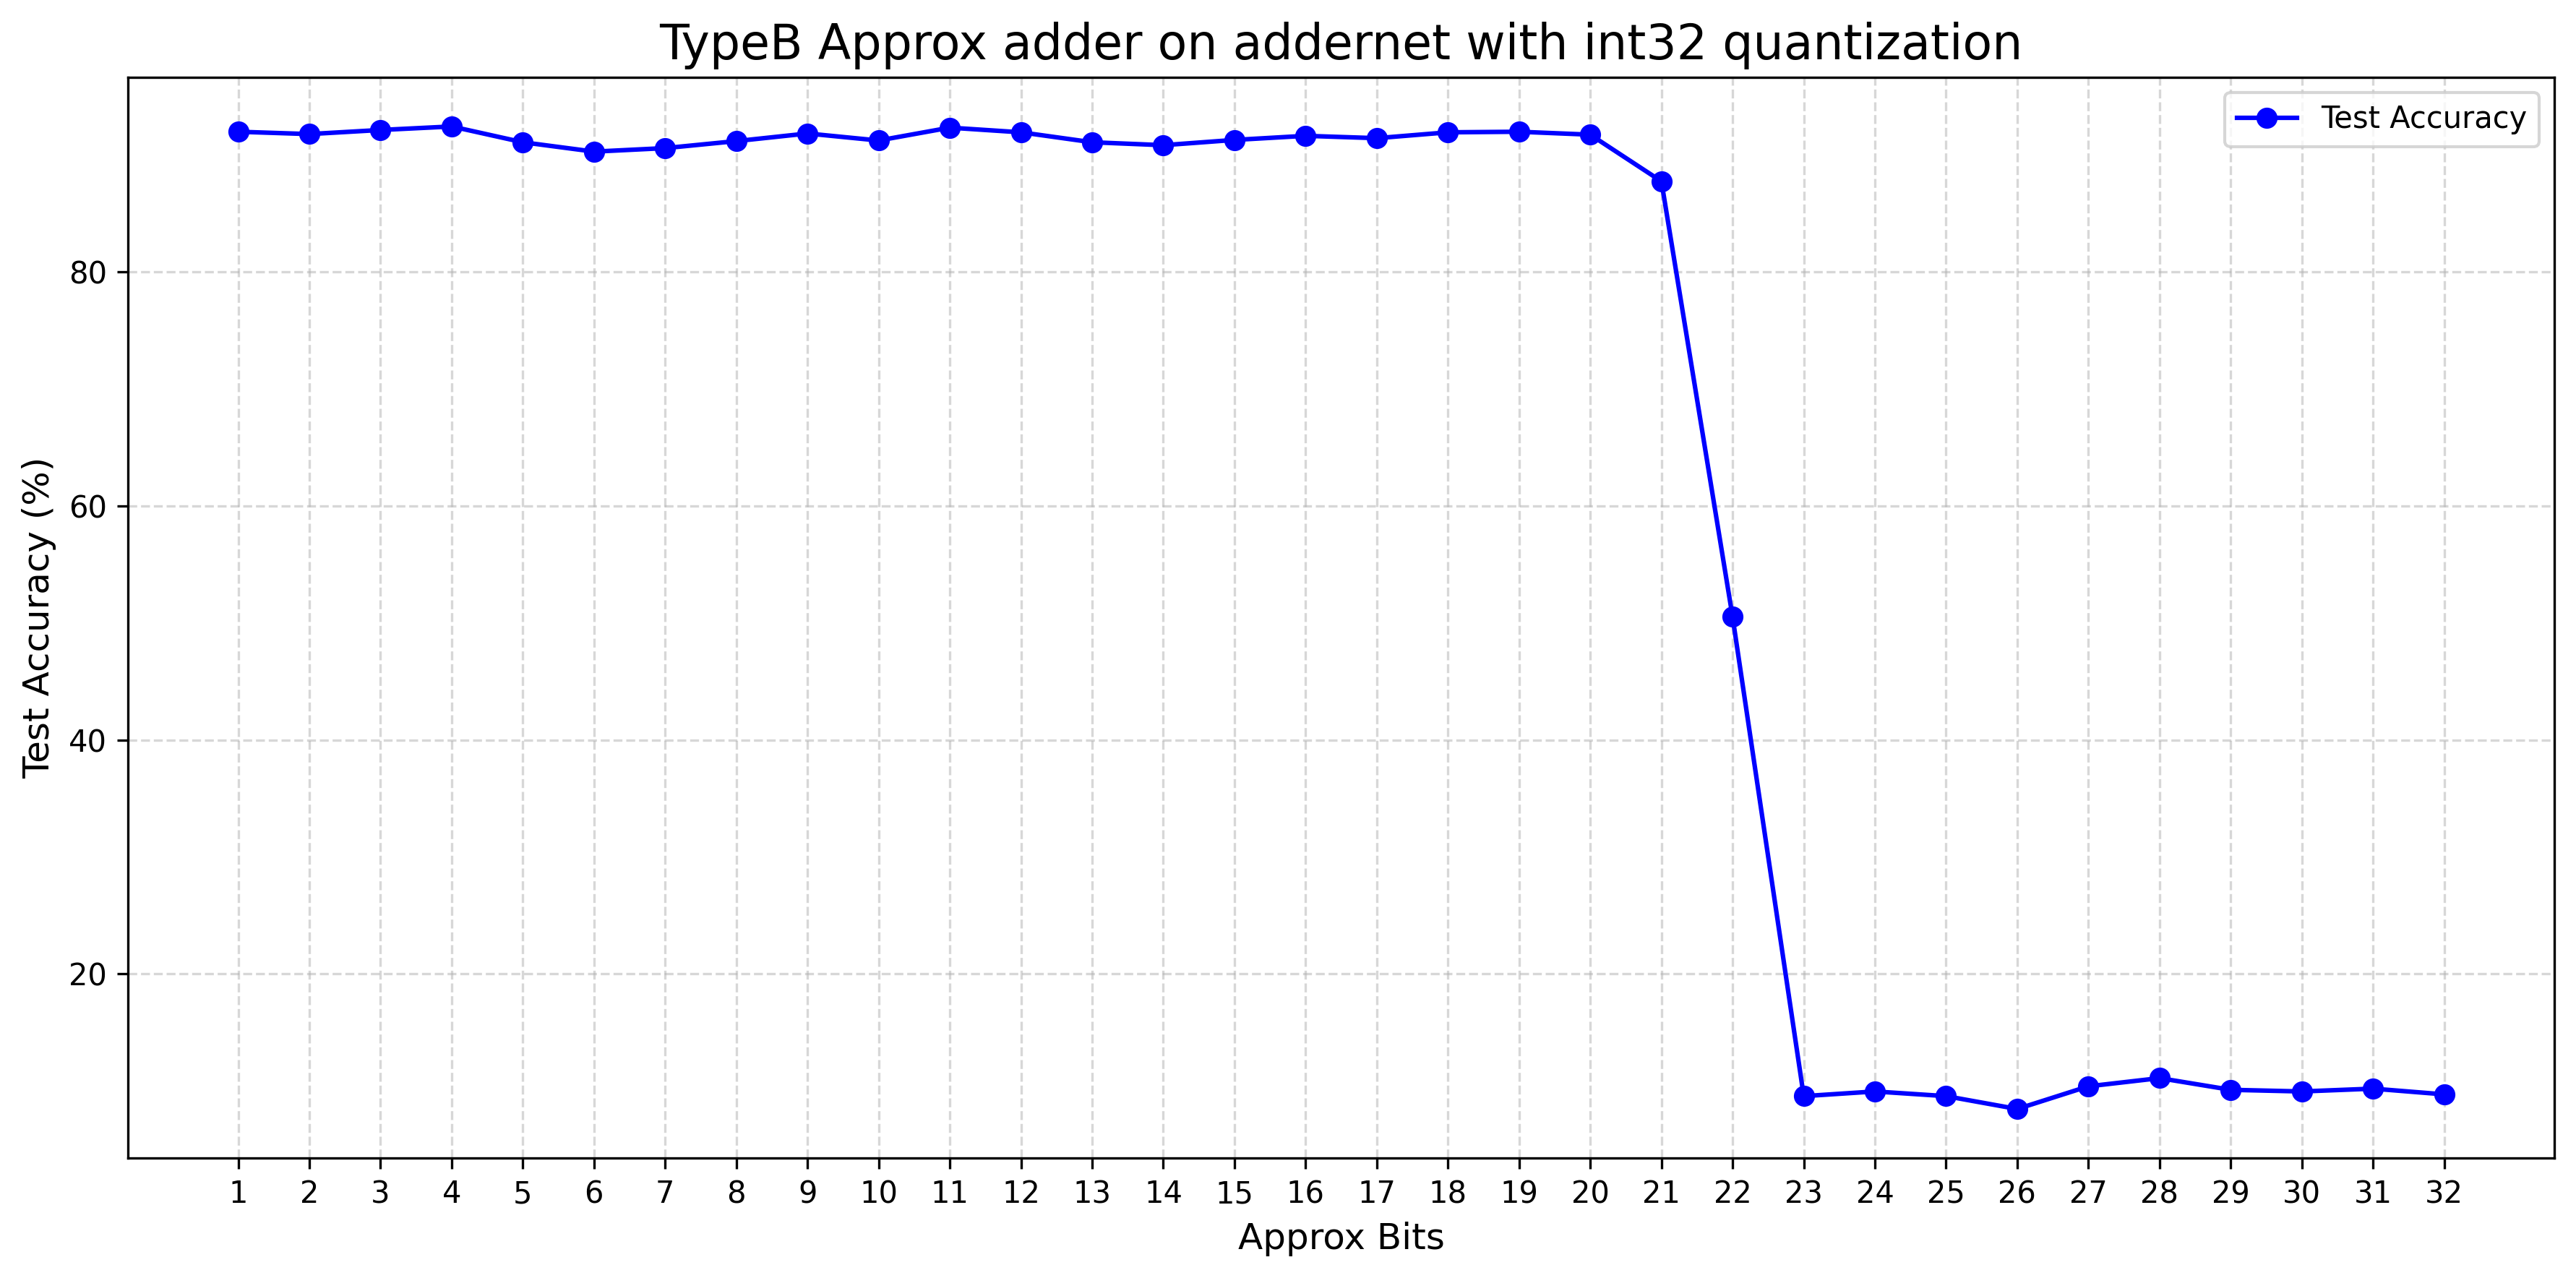 TypeB Approx adder on addernet with int32 quantization
Test Accuracy
Test Accuracy (%)
80
60
40
20
1 2 3 4 5 6 7 8 9 10 11 12 13 14 15 16 17 18 19 20 21 22 23 24 25 26 27 28 29 30 31 32
Approx Bits